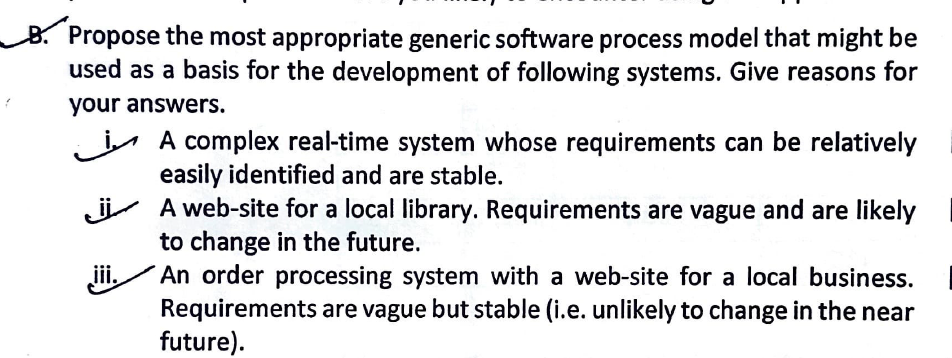 B. Propose the most appropriate generic software process model that might be
used as a basis for the development of following systems. Give reasons for
your answers.
i. A complex real-time system whose requirements can be relatively
easily identified and are stable.
ii. A web-site for a local library. Requirements are vague and are likely
to change in the future.
iii. An order processing system with a web-site for a local business.
Requirements are vague but stable (i.e. unlikely to change in the near
future).